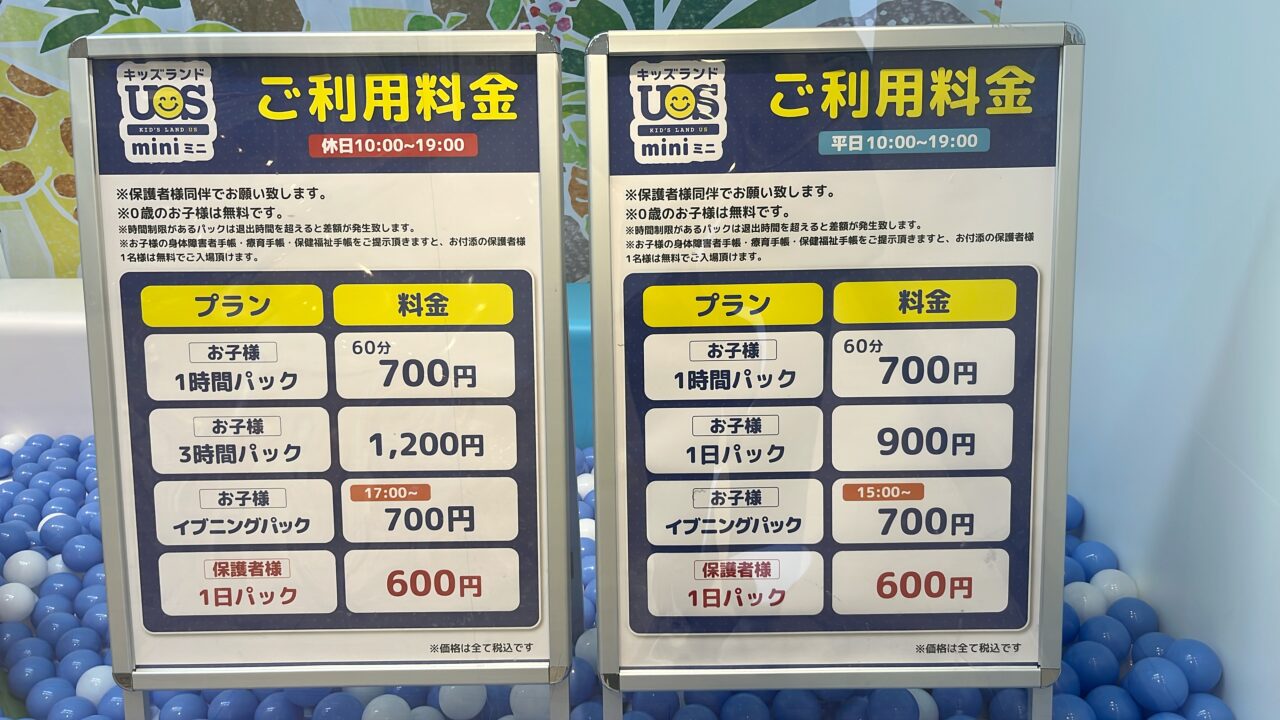 キッズランド
US
KID'S LAND US
mini ミニ
ご利用料金
休日10:00~19:00
※保護者様同伴でお願い致します。
※0歳のお子様は無料です。
※時間制限があるパックは退出時間を超えると差額が発生致します。
※お子様の身体障害者手帳・療育手帳・保健福祉手帳をご提示頂きますと、お付添の保護者様
1名様は無料でご入場頂けます。
プラン 料金
お子様
1時間パック
60分
700円
お子様
3時間パック
1,200円
お子様
イブニングパック
17:00~
700円
保護者様
1日パック
600円
※価格は全て税込です
キッズランド
US
KID'S LAND US
mini ミニ
ご利用料金
平日10:00~19:00
※保護者様同伴でお願い致します。
※0歳のお子様は無料です。
※時間制限があるパックは退出時間を超えると差額が発生致します。
※お子様の身体障害者手帳・療育手帳・保健福祉手帳をご提示頂きますと、お付添の保護者様
1名様は無料でご入場頂けます。
プラン 料金
お子様
1時間パック
60分
700円
お子様
1日パック
900円
お子様
イブニングパック
15:00~
700円
保護者様
1日パック
600円
※価格は全て税込です